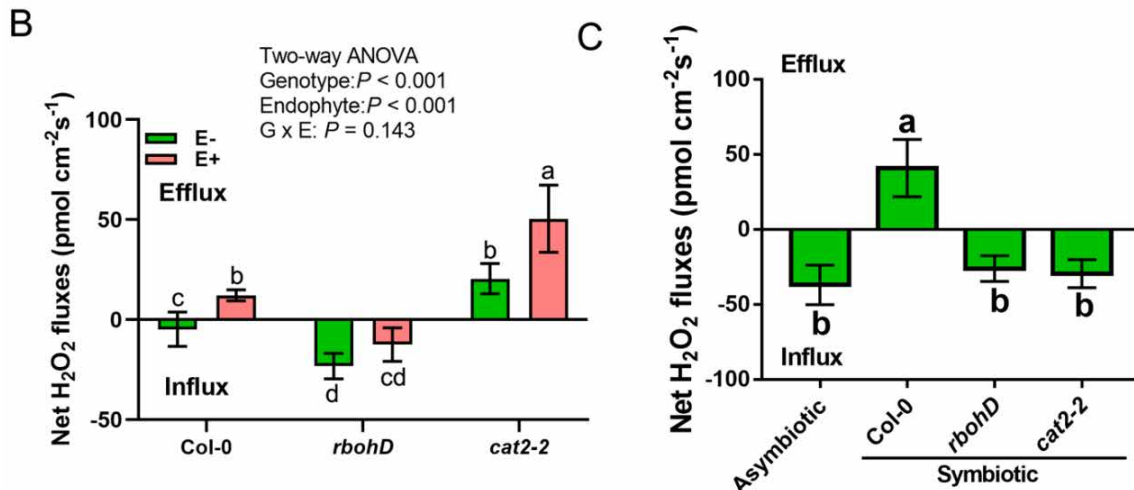 B
Two-way ANOVA
Genotype:P < 0.001
Endophyte:P < 0.001
G x E: P = 0.143
Net H₂O₂ fluxes (pmol cm⁻²s⁻¹)
100
50
0
-50
E-
E+
Efflux
Influx
c
b
d
cd
b
a
Col-0
rbohD
cat2-2
C
Net H₂O₂ fluxes (pmol cm⁻²s⁻¹)
100
50
0
-50
-100
Efflux
Influx
b
a
b
b
Asymbiotic
Col-0
rbohD
cat2-2
Symbiotic